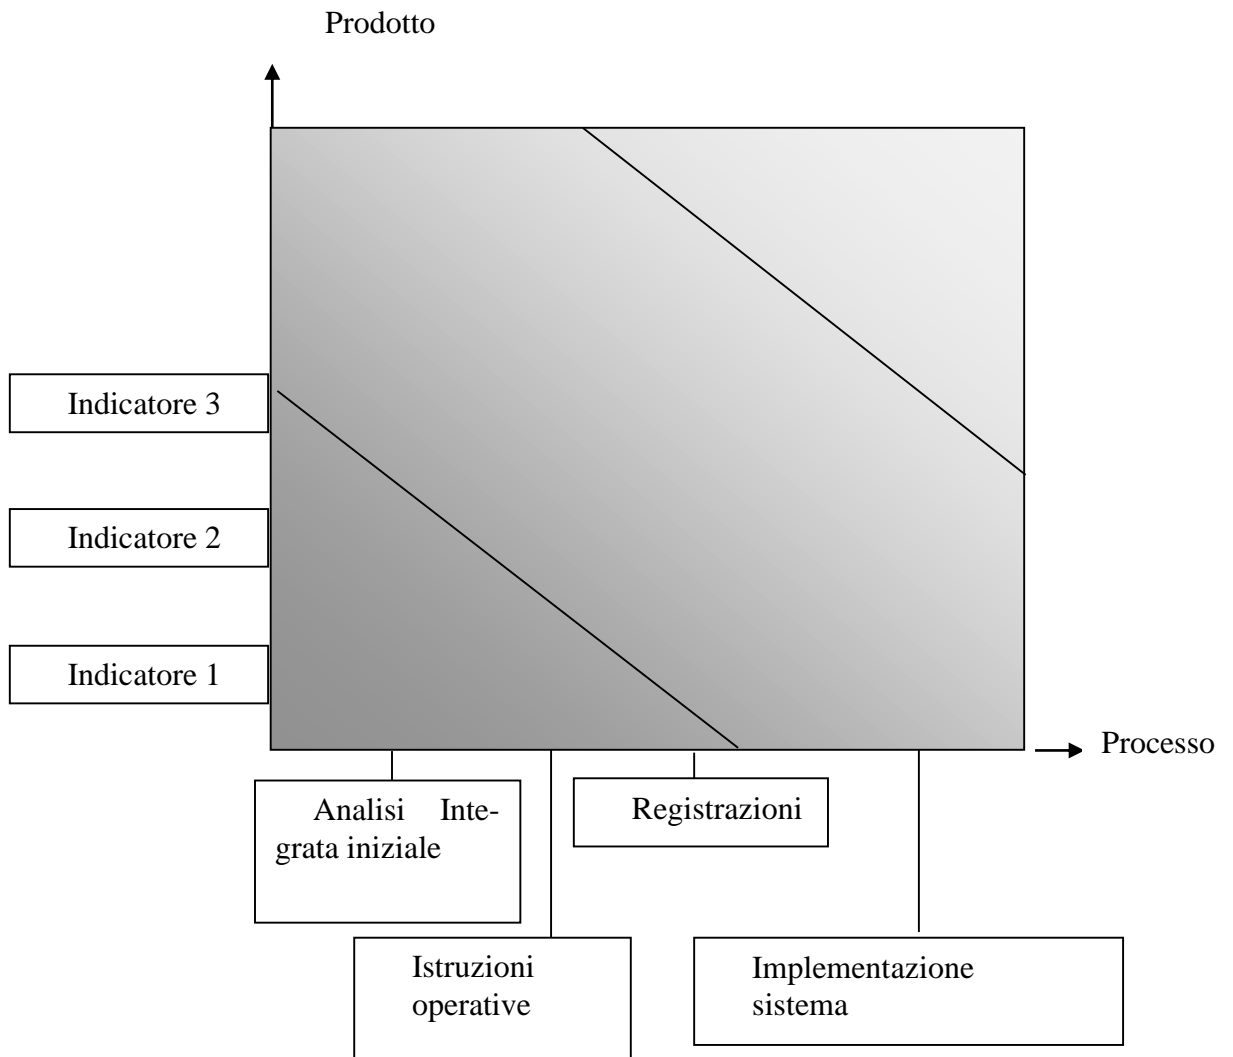 Prodotto
Indicatore 3
Indicatore 2
Indicatore 1
Processo
Analisi Inte-
grata iniziale
Registrazioni
Istruzioni
operative
Implementazione
sistema